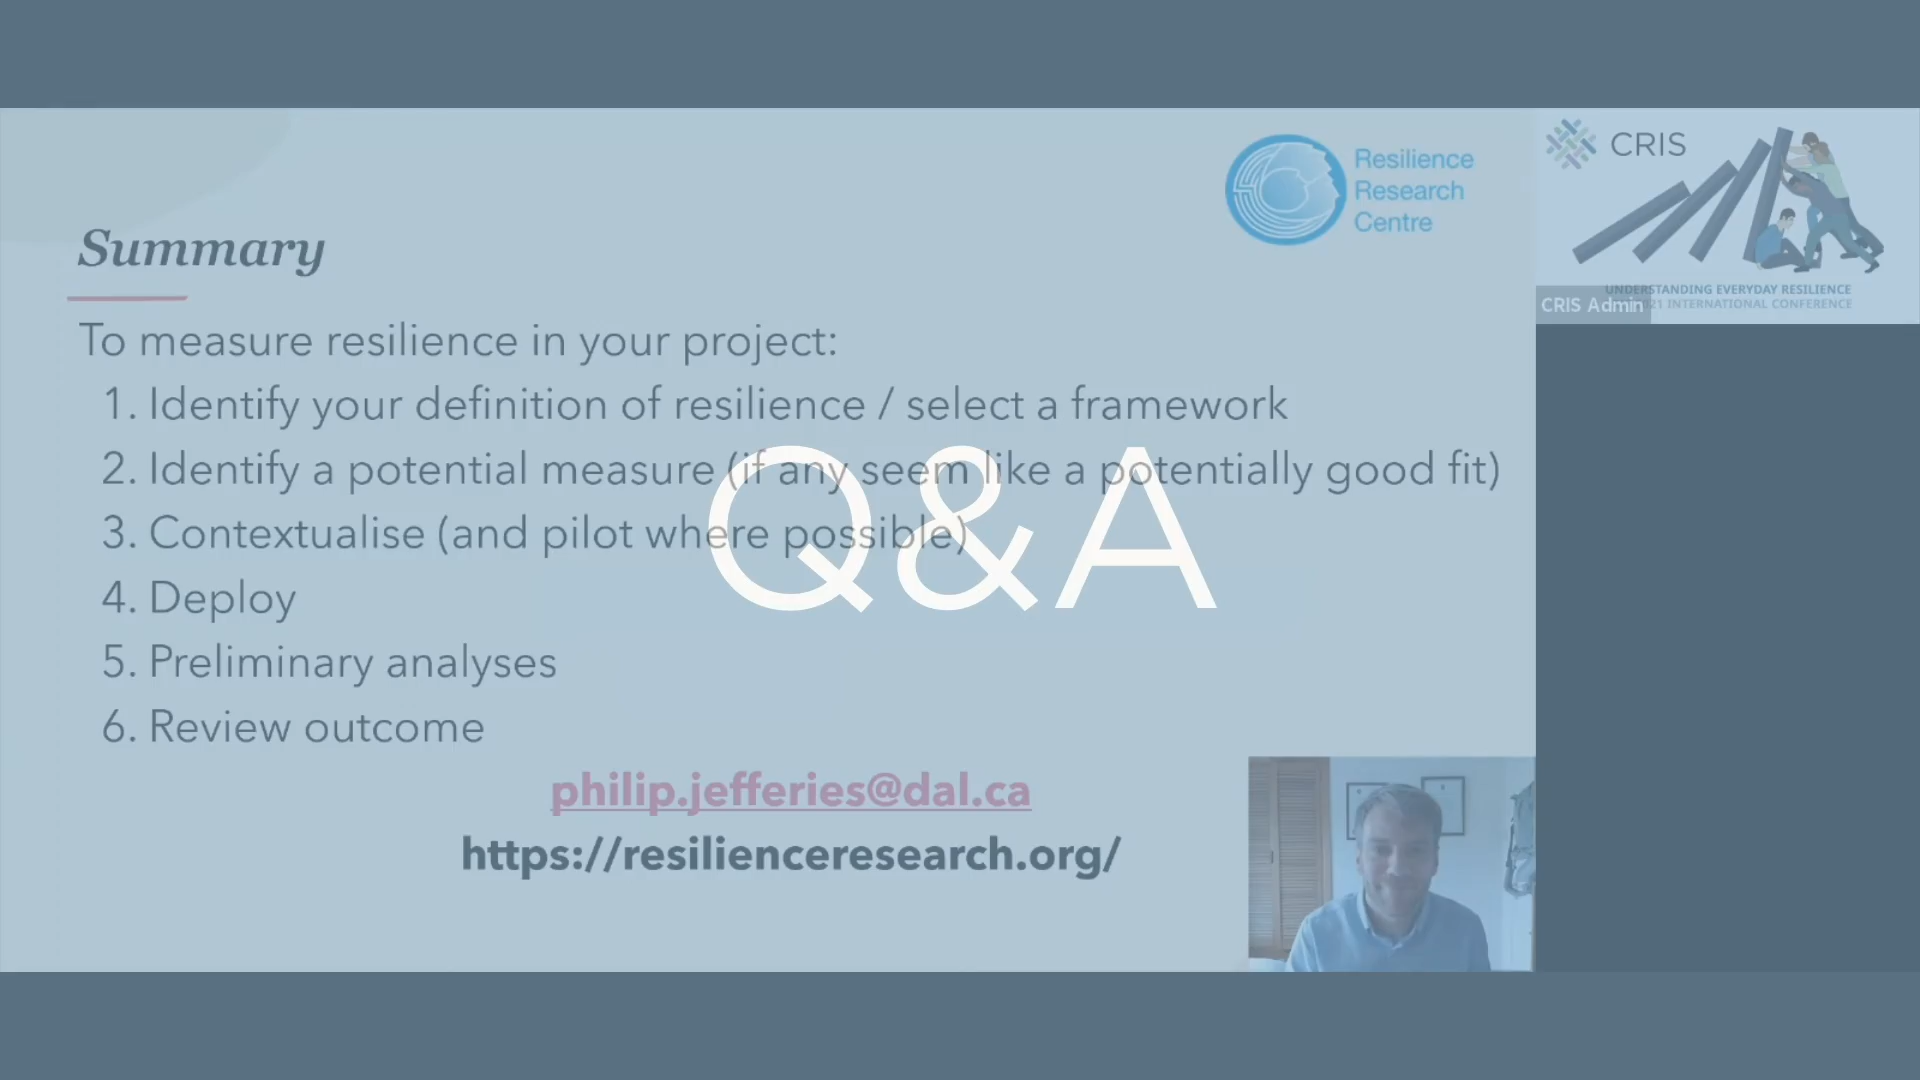 Resilience
Research
Centre
CRIS
UNDERSTANDING EVERYDAY RESILIENCE
21 INTERNATIONAL CONFERENCE
CRIS Admin
Summary
To measure resilience in your project:
1. Identify your definition of resilience / select a framework
2. Identify a potential measure (if any seem like a potentially good fit)
3. Contextualise (and pilot where possible)
Q&A
4. Deploy
5. Preliminary analyses
6. Review outcome
philip.jefferies@dal.ca
https://resilienceresearch.org/